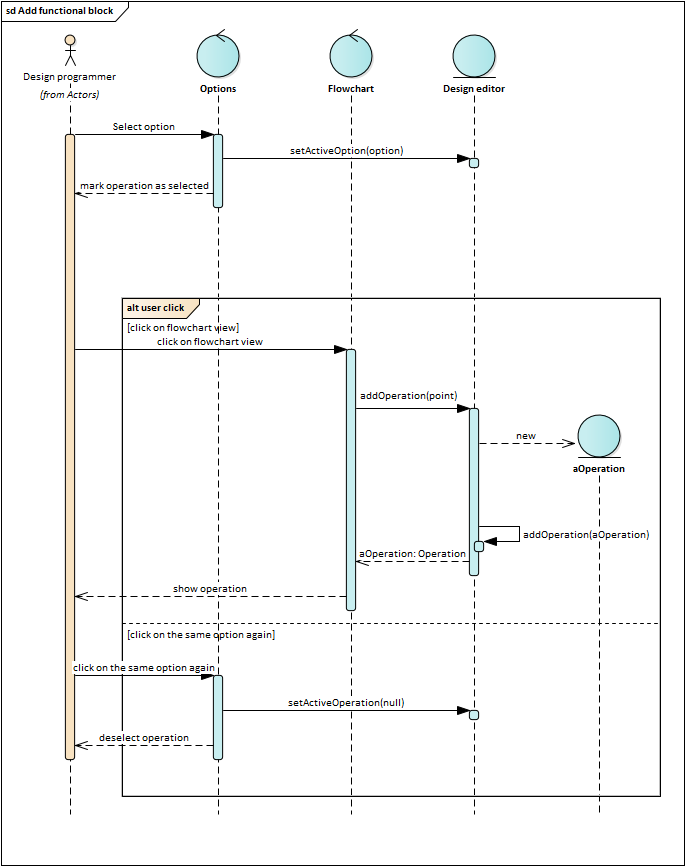 sd Add functional block
Design programmer
(from Actors)
Options
Flowchart
Design editor
Select option
setActiveOption(option)
mark operation as selected
alt user click
[click on flowchart view]
click on flowchart view
addOperation(point)
new
aOperation
addOperation(aOperation)
aOperation: Operation
show operation
[click on the same option again]
click on the same option again
setActiveOperation(null)
deselect operation